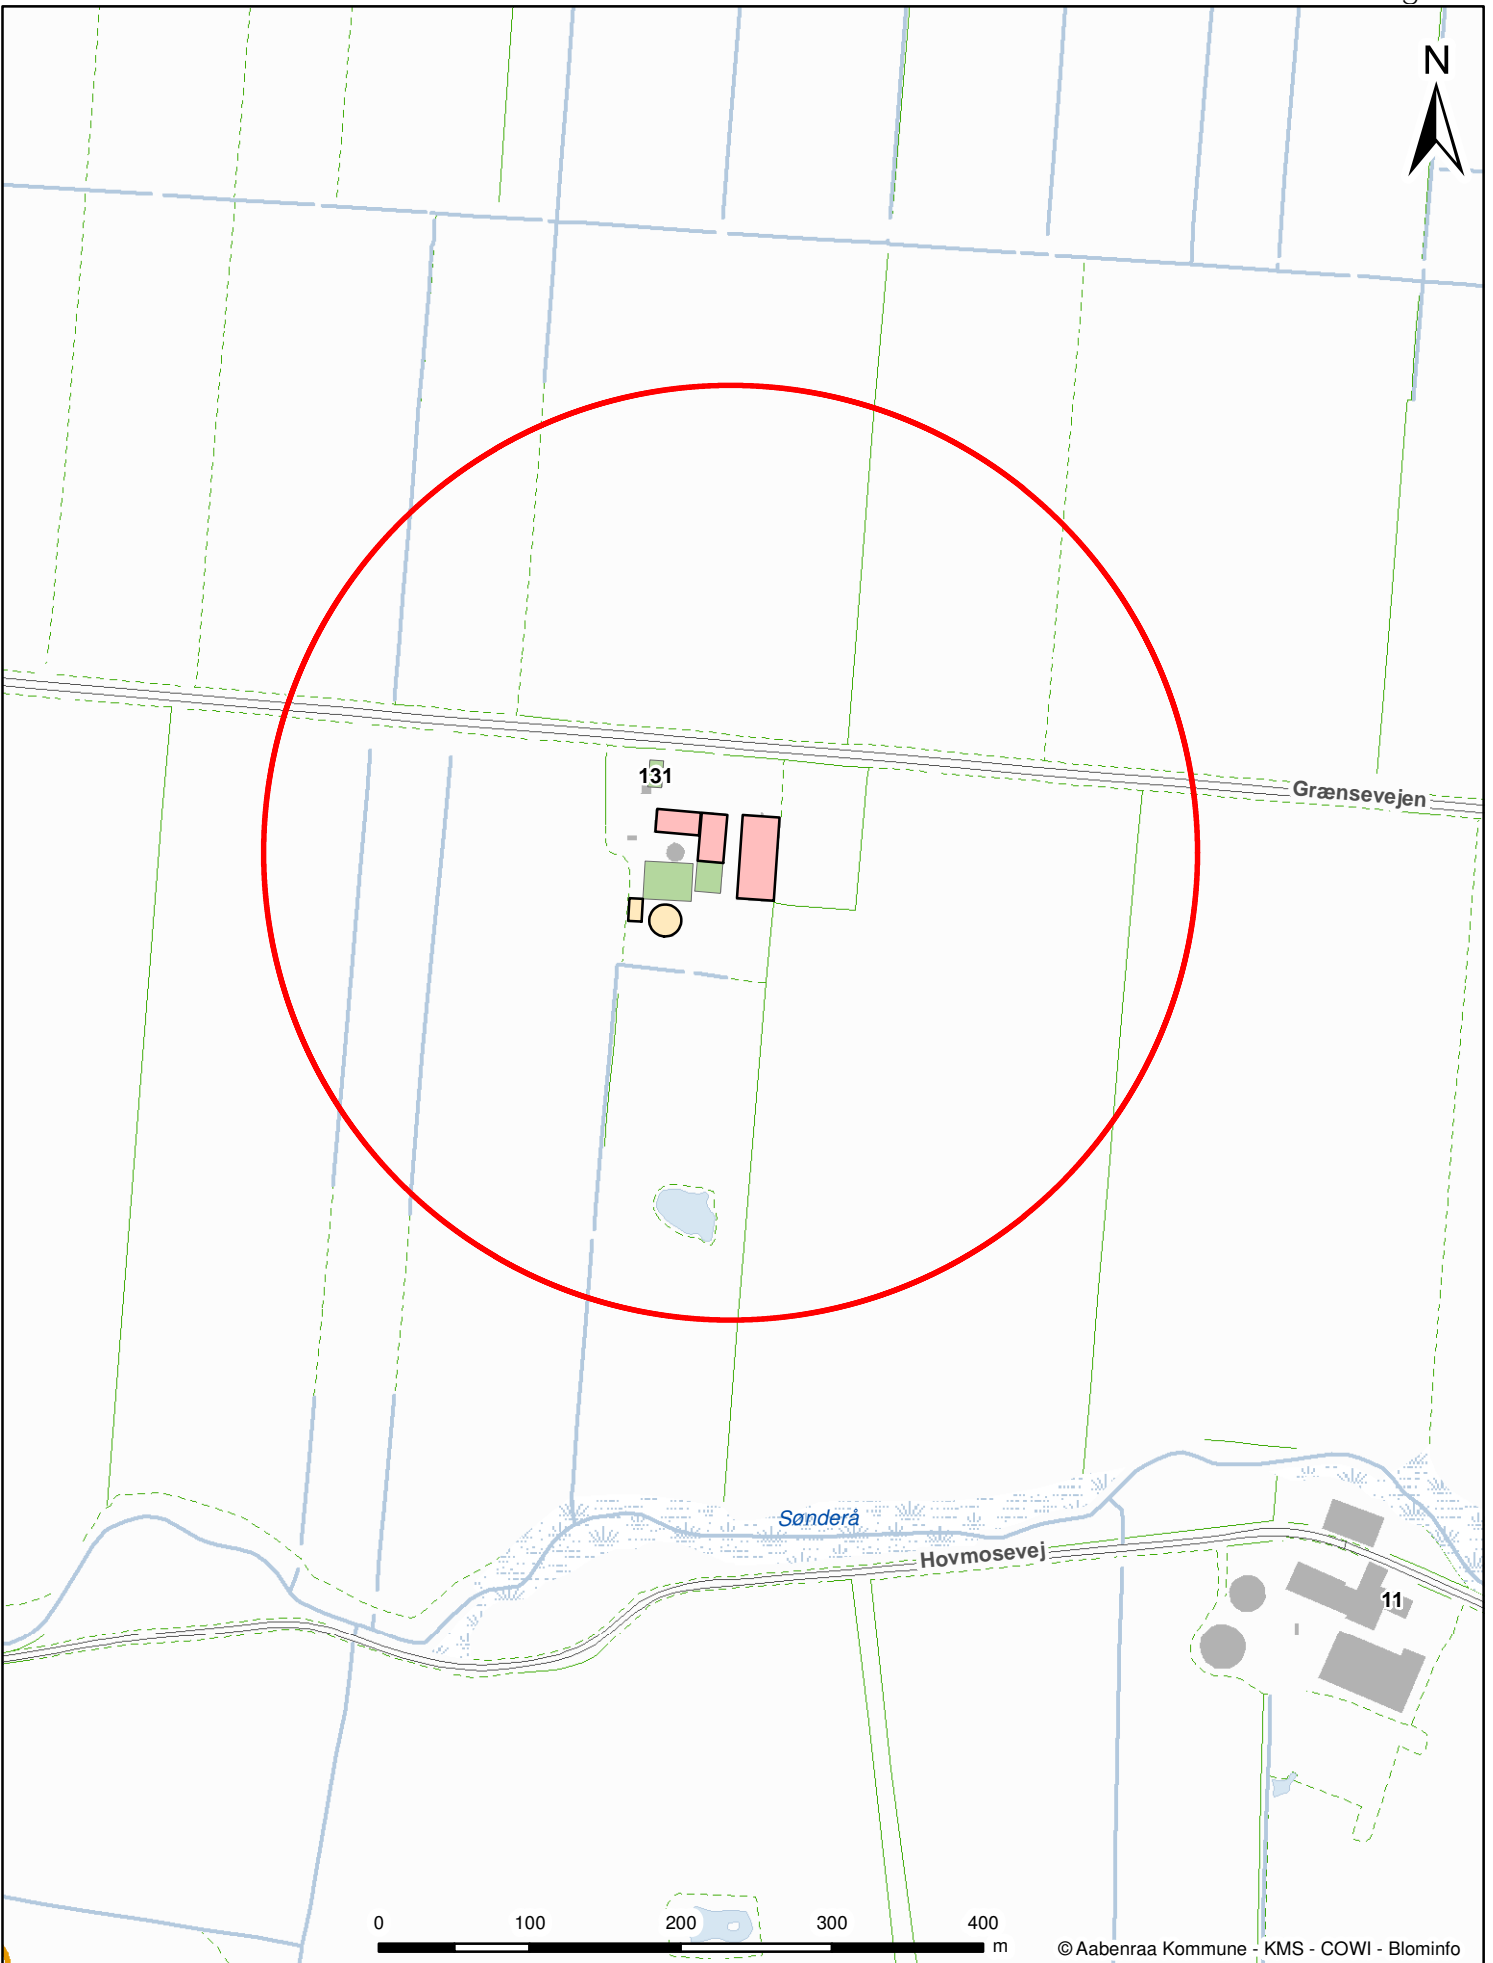 N
131
Grænsevejen
Sønderå
Hovmosevej
11
0 100 200 300 400
m
© Aabenraa Kommune - KMS - COWI - Blominfo